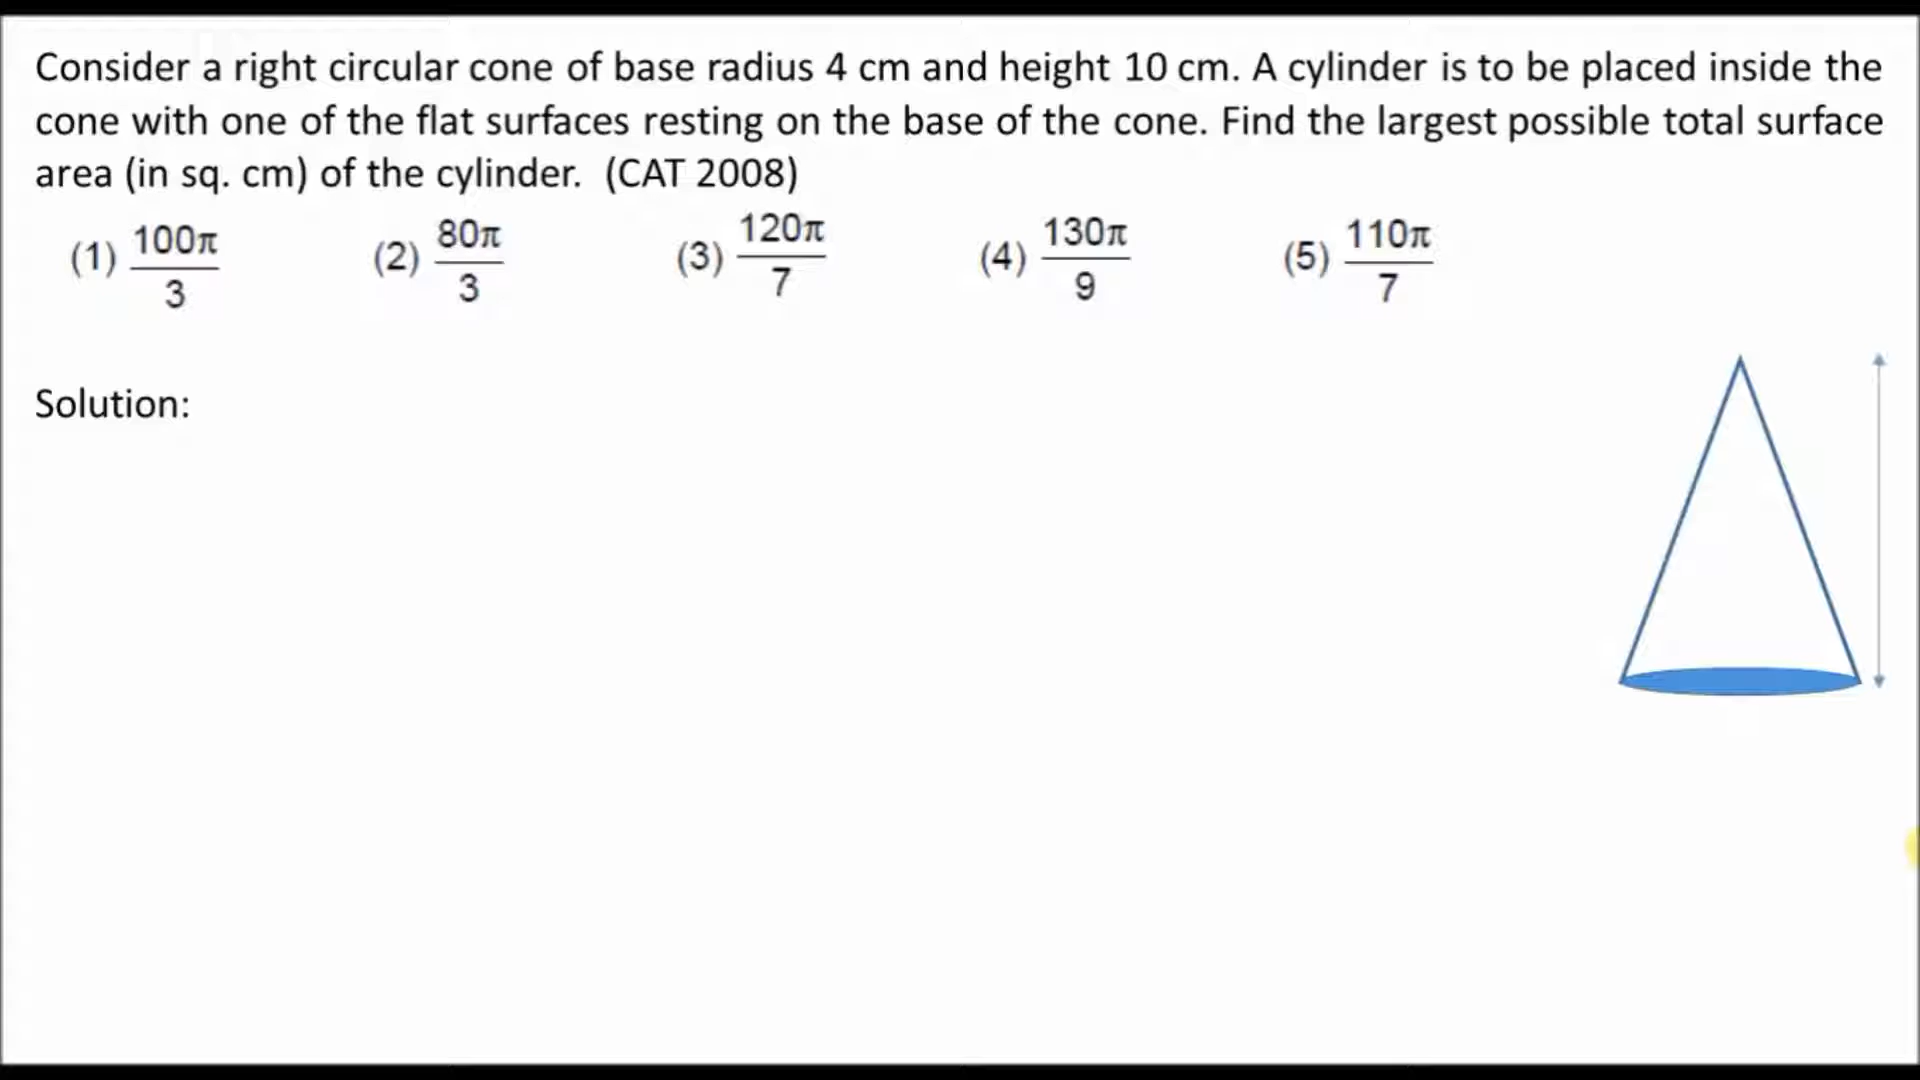 Consider a right circular cone of base radius 4 cm and height 10 cm. A cylinder is to be placed inside the
cone with one of the flat surfaces resting on the base of the cone. Find the largest possible total surface
area (in sq. cm) of the cylinder. (CAT 2008)
(1) 100π/3 (2) 80π/3 (3) 120π/7 (4) 130π/9 (5) 110π/7
Solution: